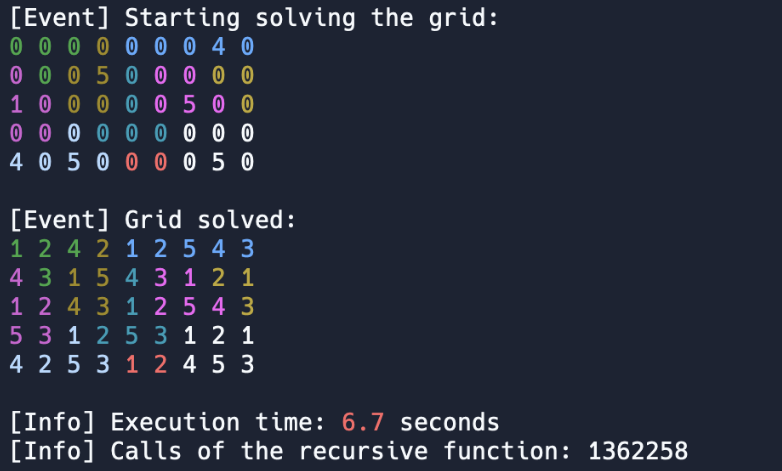 [Event] Starting solving the grid:
0 0 0 0 0 0 0 4 0
0 0 0 5 0 0 0 0 0
1 0 0 0 0 0 5 0 0
0 0 0 0 0 0 0 0 0
4 0 5 0 0 0 0 5 0
[Event] Grid solved:
1 2 4 2 1 2 5 4 3
4 3 1 5 4 3 1 2 1
1 2 4 3 1 2 5 4 3
5 3 1 2 5 3 1 2 1
4 2 5 3 1 2 4 5 3
[Info] Execution time: 6.7 seconds
[Info] Calls of the recursive function: 1362258